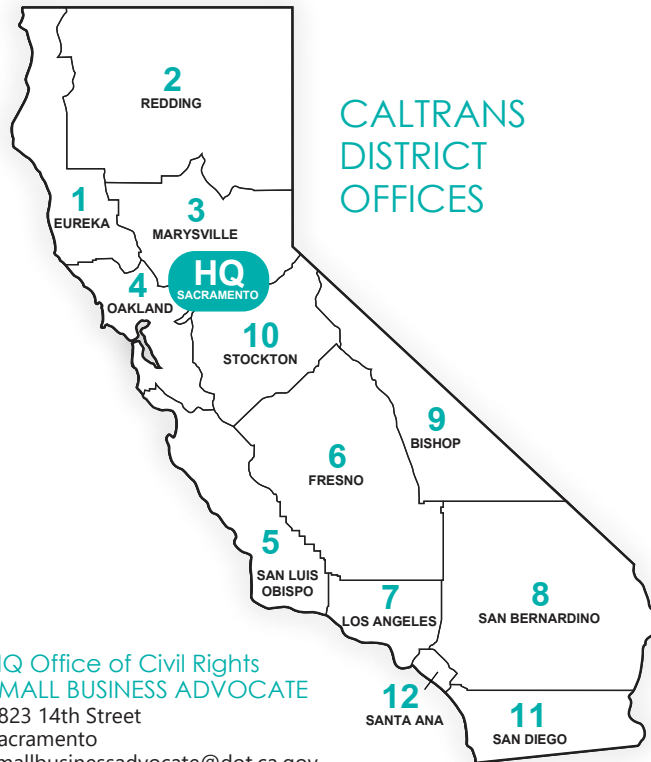 CALTRANS
DISTRICT
OFFICES
2
REDDING
1
EUREKA
3
MARYSVILLE
HQ
SACRAMENTO
4
OAKLAND
10
STOCKTON
9
BISHOP
6
FRESNO
5
SAN LUIS
OBISPO
7
LOS ANGELES
8
SAN BERNARDINO
12
SANTA ANA
11
SAN DIEGO
Office of Civil Rights
BUSINESS ADVOCATE
14th Street